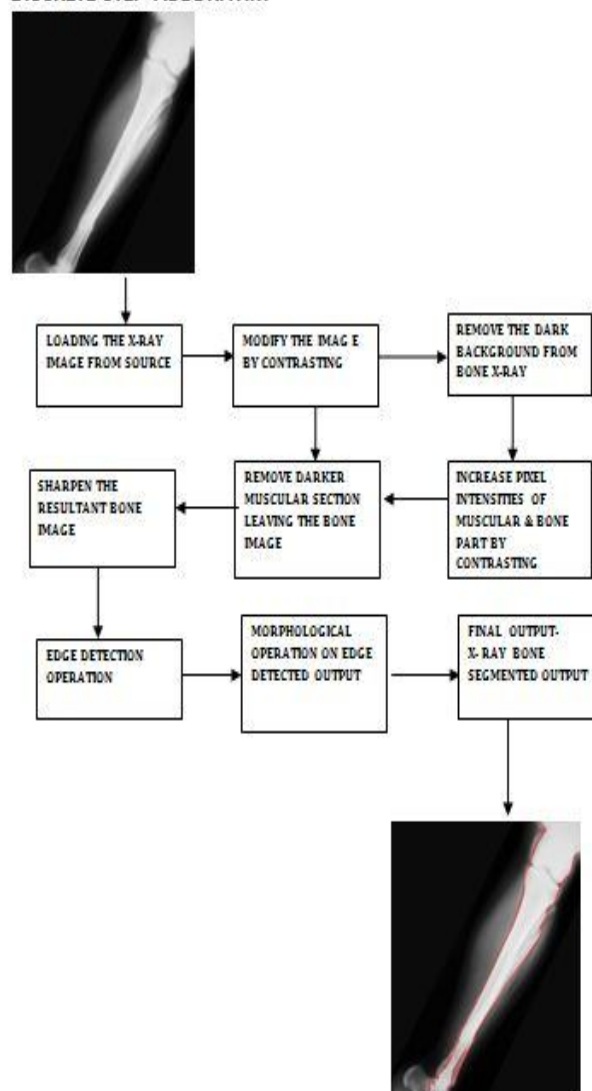 LOADING THE X-RAY
IMAGE FROM SOURCE
MODIFY THE IMAG E
BY CONTRASTING
REMOVE THE DARK
BACKGROUND FROM
BONE X-RAY
INCREASE PIXEL
INTENSITIES OF
MUSCULAR & BONE
PART BY
CONTRASTING
REMOVE DARKER
MUSCULAR SECTION
LEAVING THE BONE
IMAGE
SHARPEN THE
RESULTANT BONE
IMAGE
EDGE DETECTION
OPERATION
MORPHOLOGICAL
OPERATION ON EDGE
DETECTED OUTPUT
FINAL OUTPUT-
X- RAY BONE
SEGMENTED OUTPUT